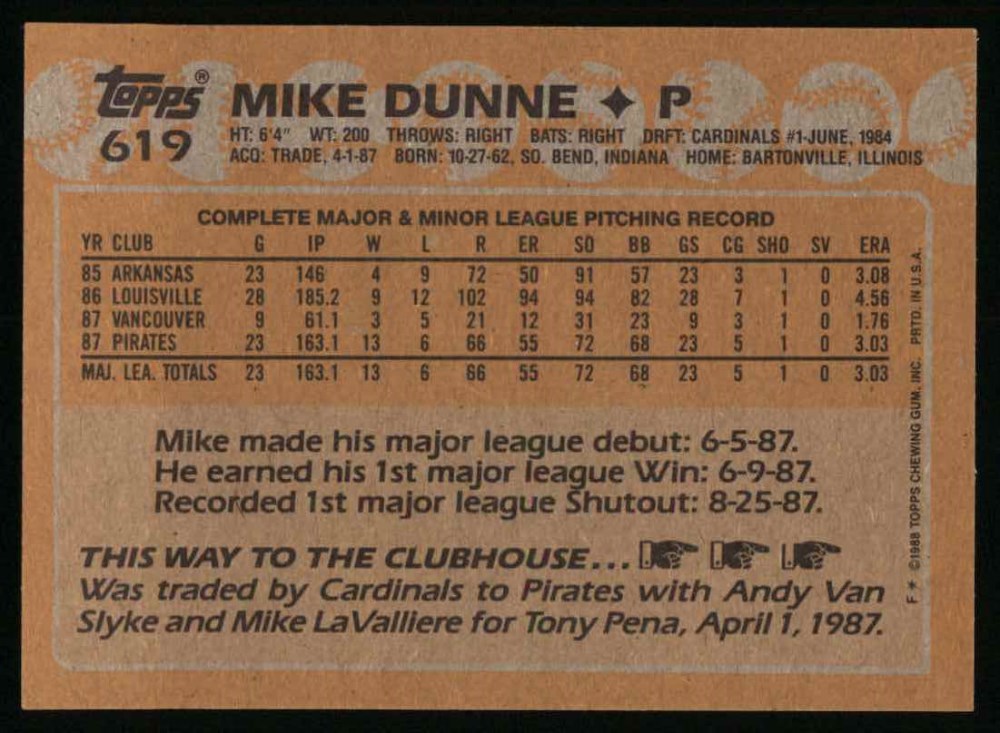 Topps®
MIKE DUNNE ✦ P
619
HT: 6'4" WT: 200 THROWS: RIGHT BATS: RIGHT DRFT: CARDINALS #1-JUNE, 1984
ACQ: TRADE, 4-1-87 BORN: 10-27-62, SO. BEND, INDIANA HOME: BARTONVILLE, ILLINOIS
COMPLETE MAJOR & MINOR LEAGUE PITCHING RECORD
YR CLUB G IP W L R ER SO BB GS CG SHO SV ERA
85 ARKANSAS 23 146 4 9 72 50 91 57 23 3 1 0 3.08
86 LOUISVILLE 28 185.2 9 12 102 94 94 82 28 7 1 0 4.56
87 VANCOUVER 9 61.1 3 5 21 12 31 23 9 3 1 0 1.76
87 PIRATES 23 163.1 13 6 66 55 72 68 23 5 1 0 3.03
MAJ. LEA. TOTALS 23 163.1 13 6 66 55 72 68 23 5 1 0 3.03
Mike made his major league debut: 6-5-87.
He earned his 1st major league Win: 6-9-87.
Recorded 1st major league Shutout: 8-25-87.
THIS WAY TO THE CLUBHOUSE...
Was traded by Cardinals to Pirates with Andy Van
Slyke and Mike LaValliere for Tony Pena, April 1, 1987.
F * ©1988 TOPPS CHEWING GUM, INC. PRTD. IN U.S.A.